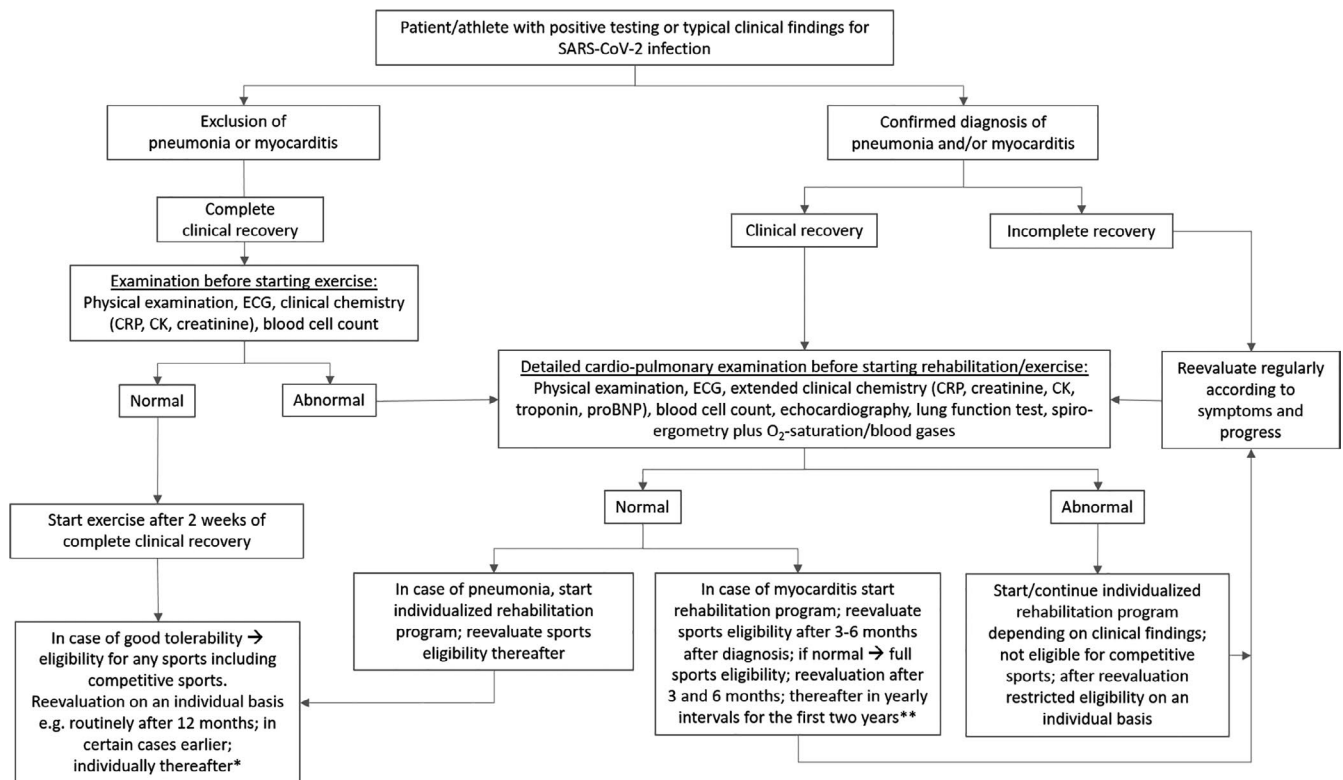 Patient/athlete with positive testing or typical clinical findings for
SARS-CoV-2 infection
Exclusion of
pneumonia or myocarditis
Confirmed diagnosis of
pneumonia and/or myocarditis
Complete
clinical recovery
Clinical recovery
Incomplete recovery
Examination before starting exercise:
Physical examination, ECG, clinical chemistry
(CRP, CK, creatinine), blood cell count
Normal
Abnormal
Detailed cardio-pulmonary examination before starting rehabilitation/exercise:
Physical examination, ECG, extended clinical chemistry (CRP, creatinine, CK,
troponin, proBNP), blood cell count, echocardiography, lung function test, spiro-
ergometry plus O₂-saturation/blood gases
Reevaluate regularly
according to
symptoms and
progress
Normal
Abnormal
Start exercise after 2 weeks of
complete clinical recovery
In case of good tolerability → 
eligibility for any sports including
competitive sports.
Reevaluation on an individual basis
e.g. routinely after 12 months; in
certain cases earlier;
individually thereafter*
In case of pneumonia, start
individualized rehabilitation
program; reevaluate sports
eligibility thereafter
In case of myocarditis start
rehabilitation program; reevaluate
sports eligibility after 3-6 months
after diagnosis; if normal → full
sports eligibility; reevaluation after
3 and 6 months; thereafter in yearly
intervals for the first two years**
Start/continue individualized
rehabilitation program
depending on clinical findings;
not eligible for competitive
sports; after reevaluation
restricted eligibility on an
individual basis